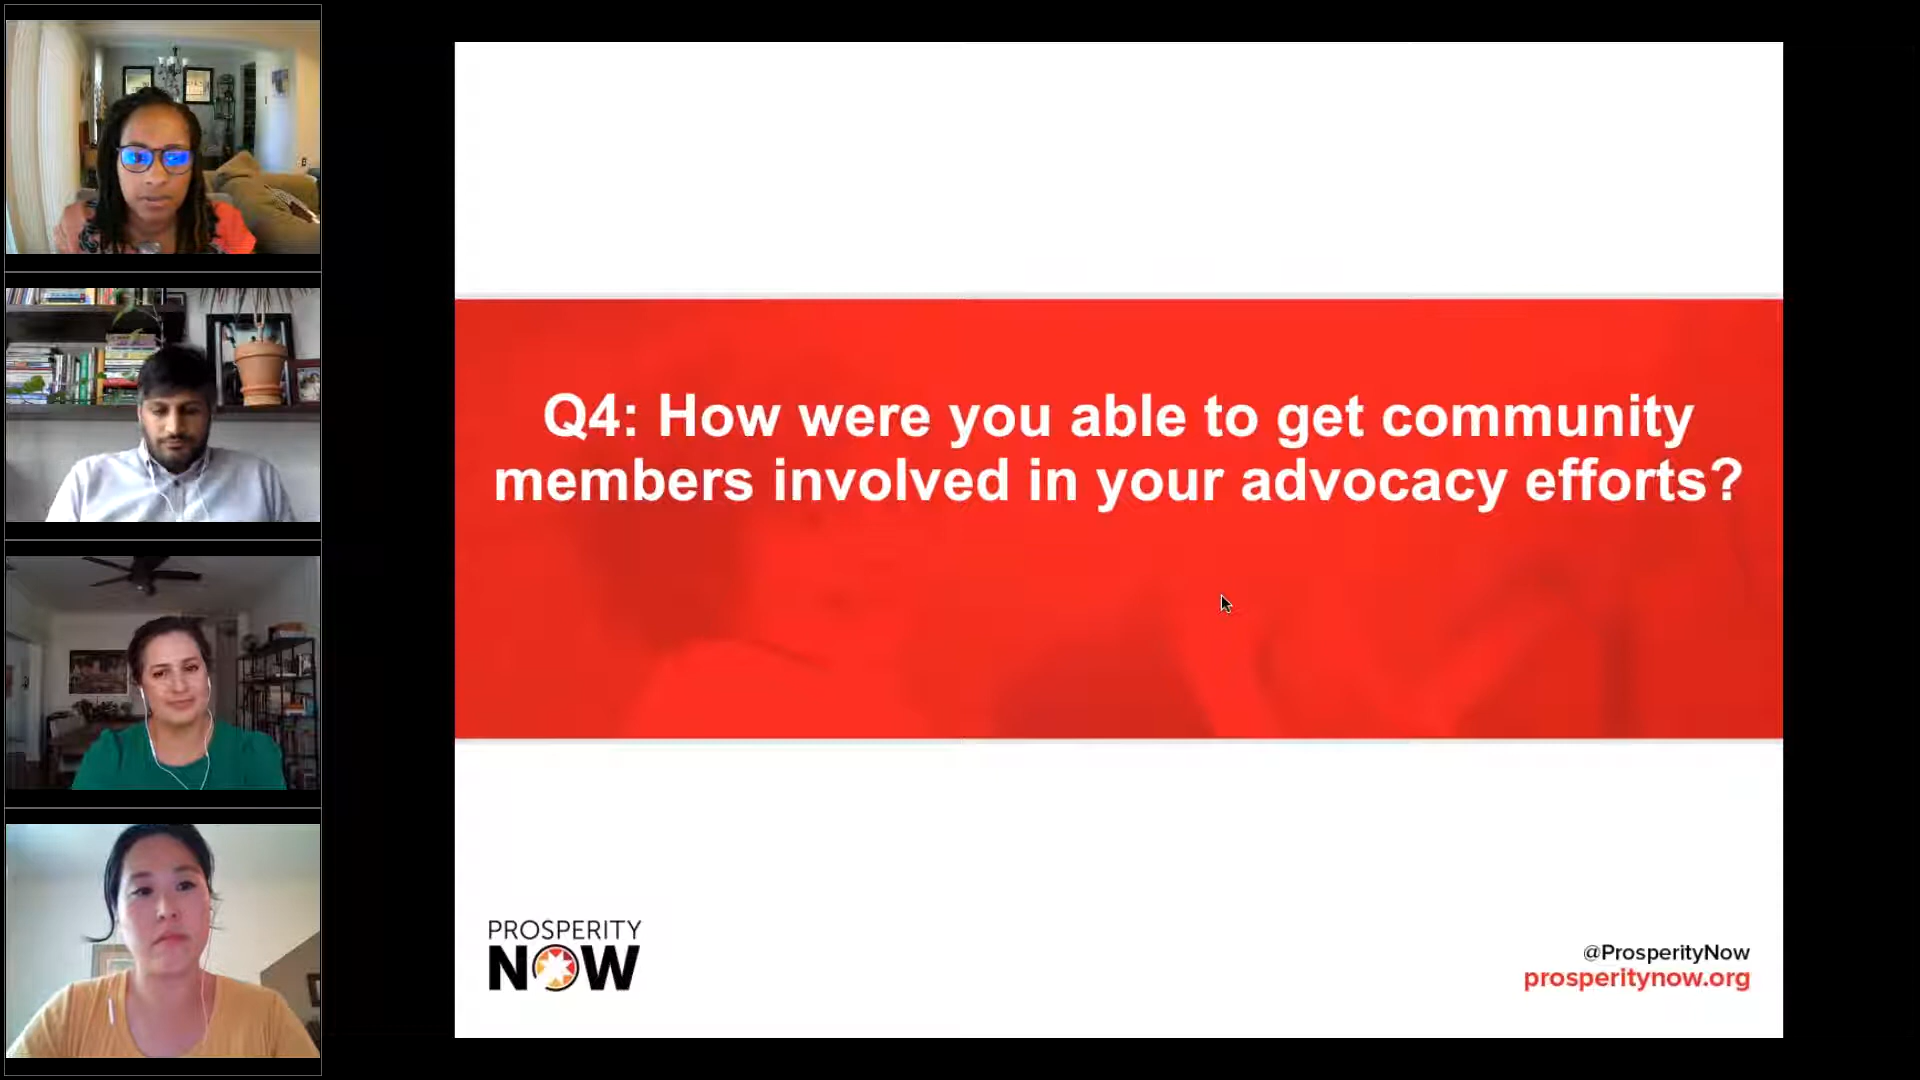 Q4: How were you able to get community
members involved in your advocacy efforts?
PROSPERITY
NOW
@ProsperityNow
prosperitynow.org